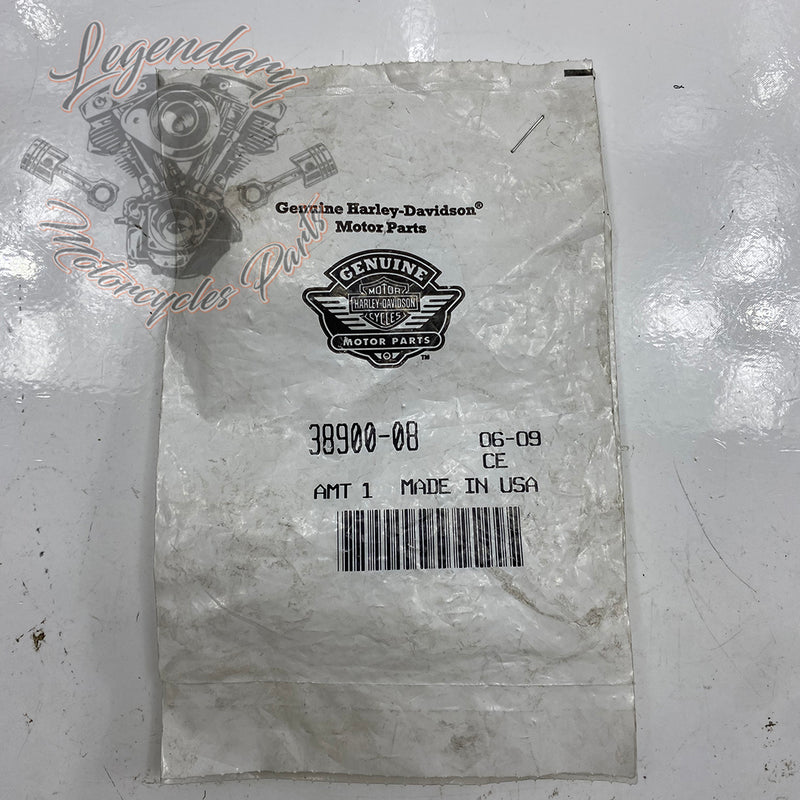 Legendary
Motorcycles Parts
Genuine Harley-Davidson®
Motor Parts
GENUINE
MOTOR
HARLEY-DAVIDSON
CYCLES
MOTOR PARTS
TM
38900-08 06-09
CE
AMT 1 MADE IN USA